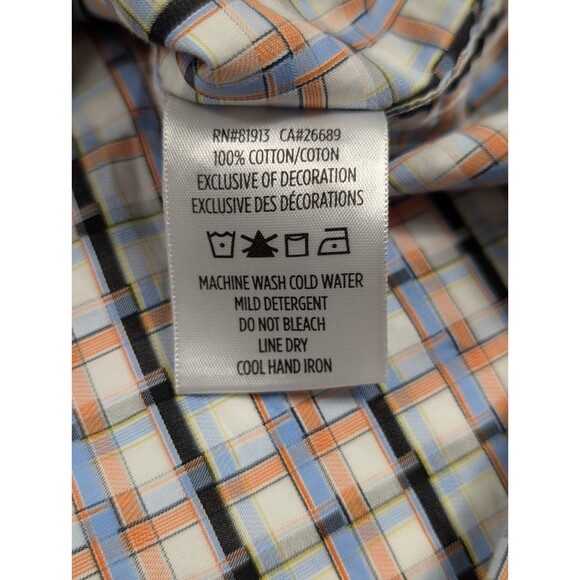 RN#81913 CA#26689
100% COTTON/COTON
EXCLUSIVE OF DECORATION
EXCLUSIVE DES DÉCORATIONS
MACHINE WASH COLD WATER
MILD DETERGENT
DO NOT BLEACH
LINE DRY
COOL HAND IRON